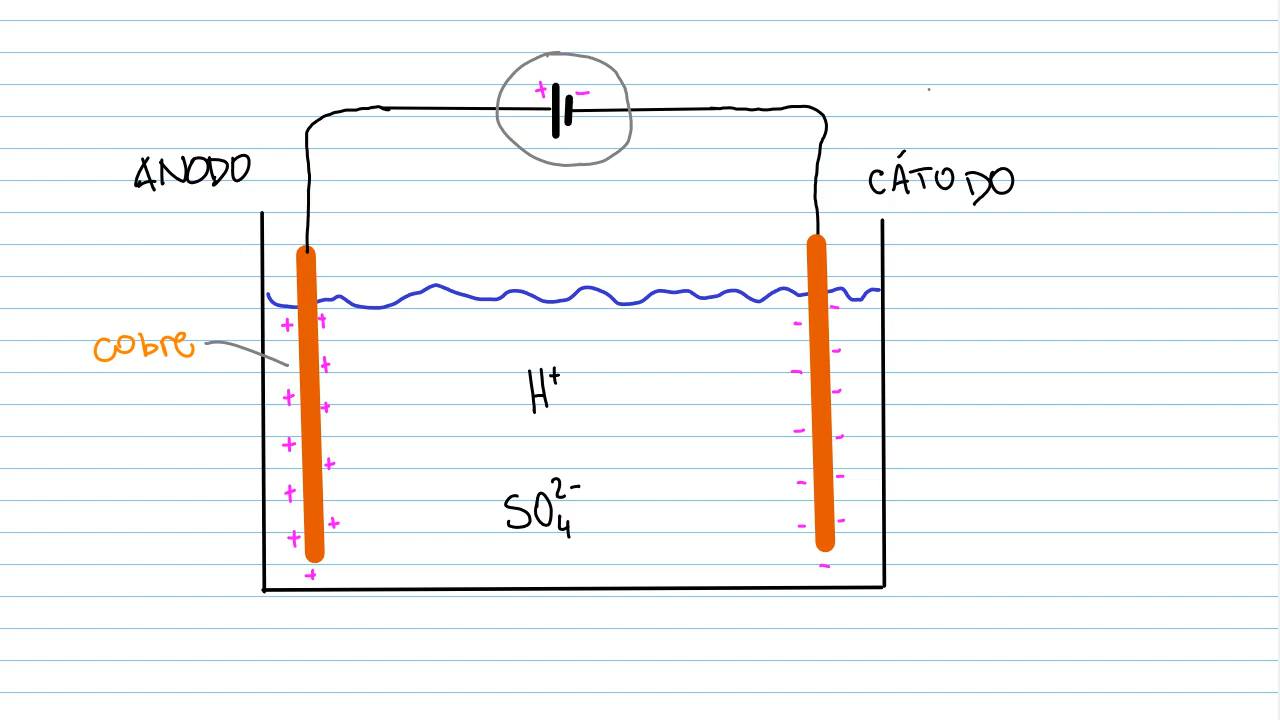 + -
ANODO
CÁTODO
cobre
H⁺
SO₄²⁻
+ + + + + + + + + + +
- - - - - - - - - - -